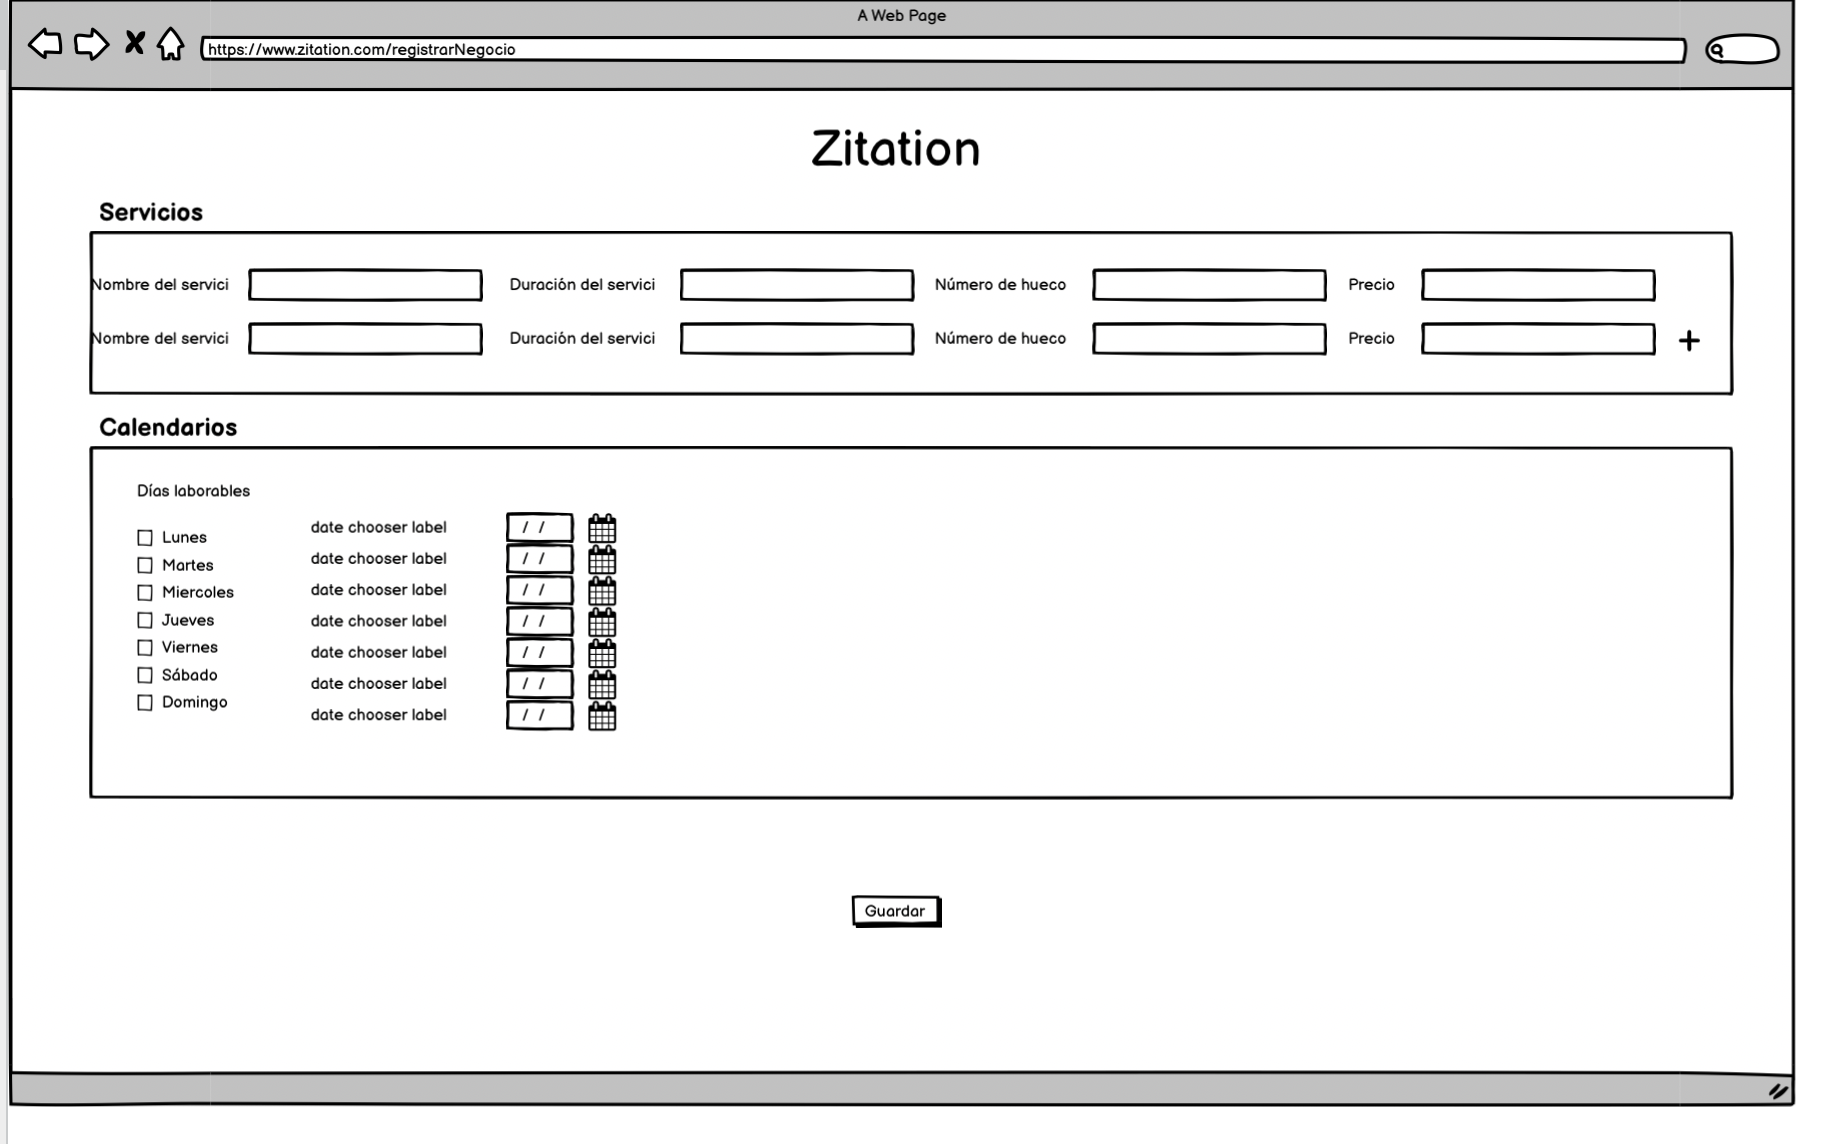 A Web Page
https://www.zitation.com/registrarNegocio
Zitation
Servicios
Nombre del servici Duración del servici Número de hueco Precio
Nombre del servici Duración del servici Número de hueco Precio +
Calendarios
Días laborables
Lunes date chooser label / /
Martes date chooser label / /
Miercoles date chooser label / /
Jueves date chooser label / /
Viernes date chooser label / /
Sábado date chooser label / /
Domingo date chooser label / /
Guardar